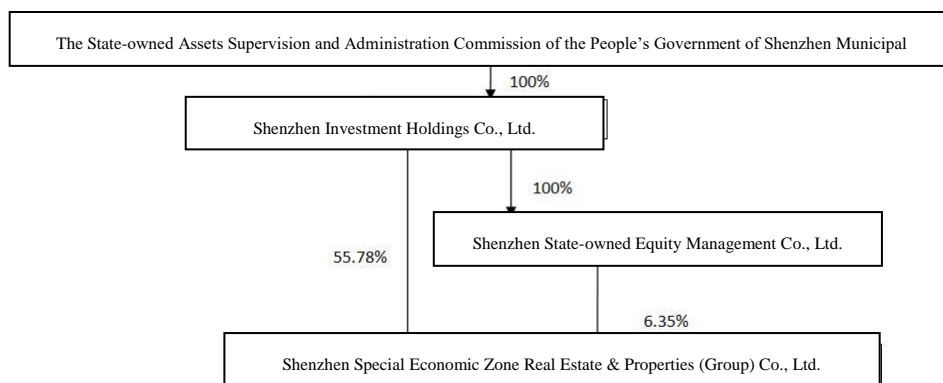 The State-owned Assets Supervision and Administration Commission of the People’s Government of Shenzhen Municipal
100%
Shenzhen Investment Holdings Co., Ltd.
100%
Shenzhen State-owned Equity Management Co., Ltd.
55.78%
6.35%
Shenzhen Special Economic Zone Real Estate & Properties (Group) Co., Ltd.